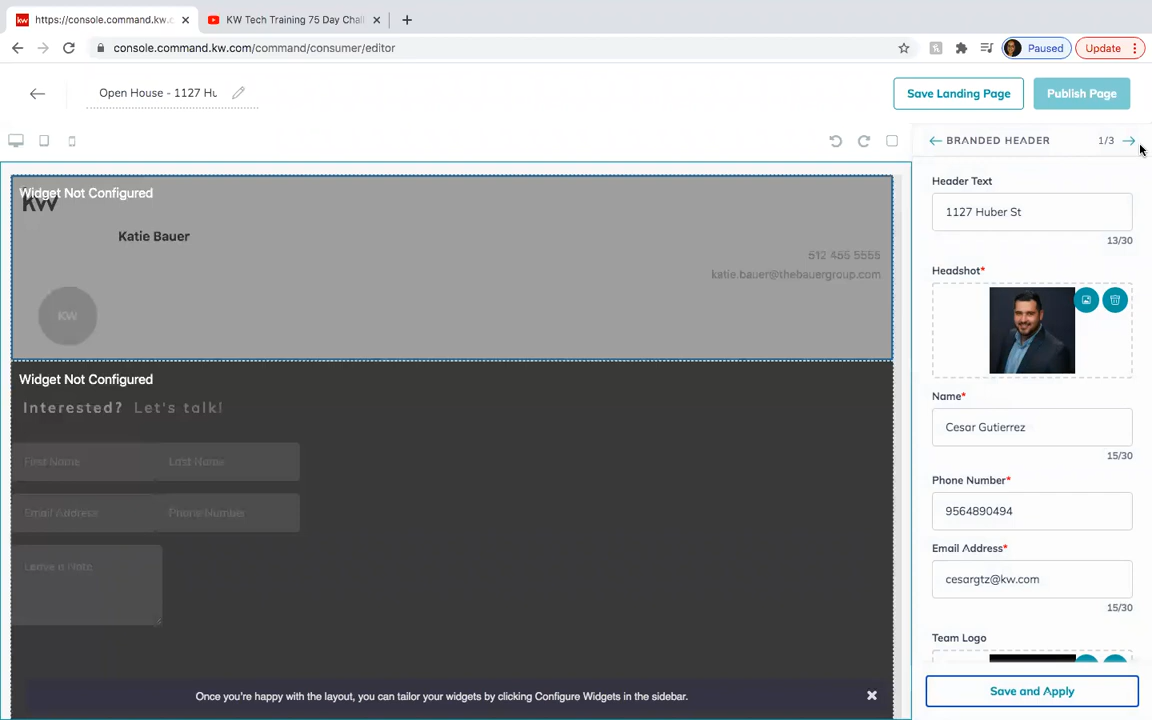 https://console.command.kw.c
KW Tech Training 75 Day Chal
console.command.kw.com/command/consumer/editor
Paused
Update
Open House - 1127 Hu
Save Landing Page
Publish Page
BRANDED HEADER
1/3
Widget Not Configured
kw
Katie Bauer
512 455 5555
katie.bauer@thebauergroup.com
KW
Widget Not Configured
Interested? Let's talk!
First Name
Last Name
Email Address
Phone Number
Leave a Note
Once you're happy with the layout, you can tailor your widgets by clicking Configure Widgets in the sidebar.
Header Text
1127 Huber St
13/30
Headshot*
Name*
Cesar Gutierrez
15/30
Phone Number*
9564890494
Email Address*
cesargtz@kw.com
15/30
Team Logo
Save and Apply